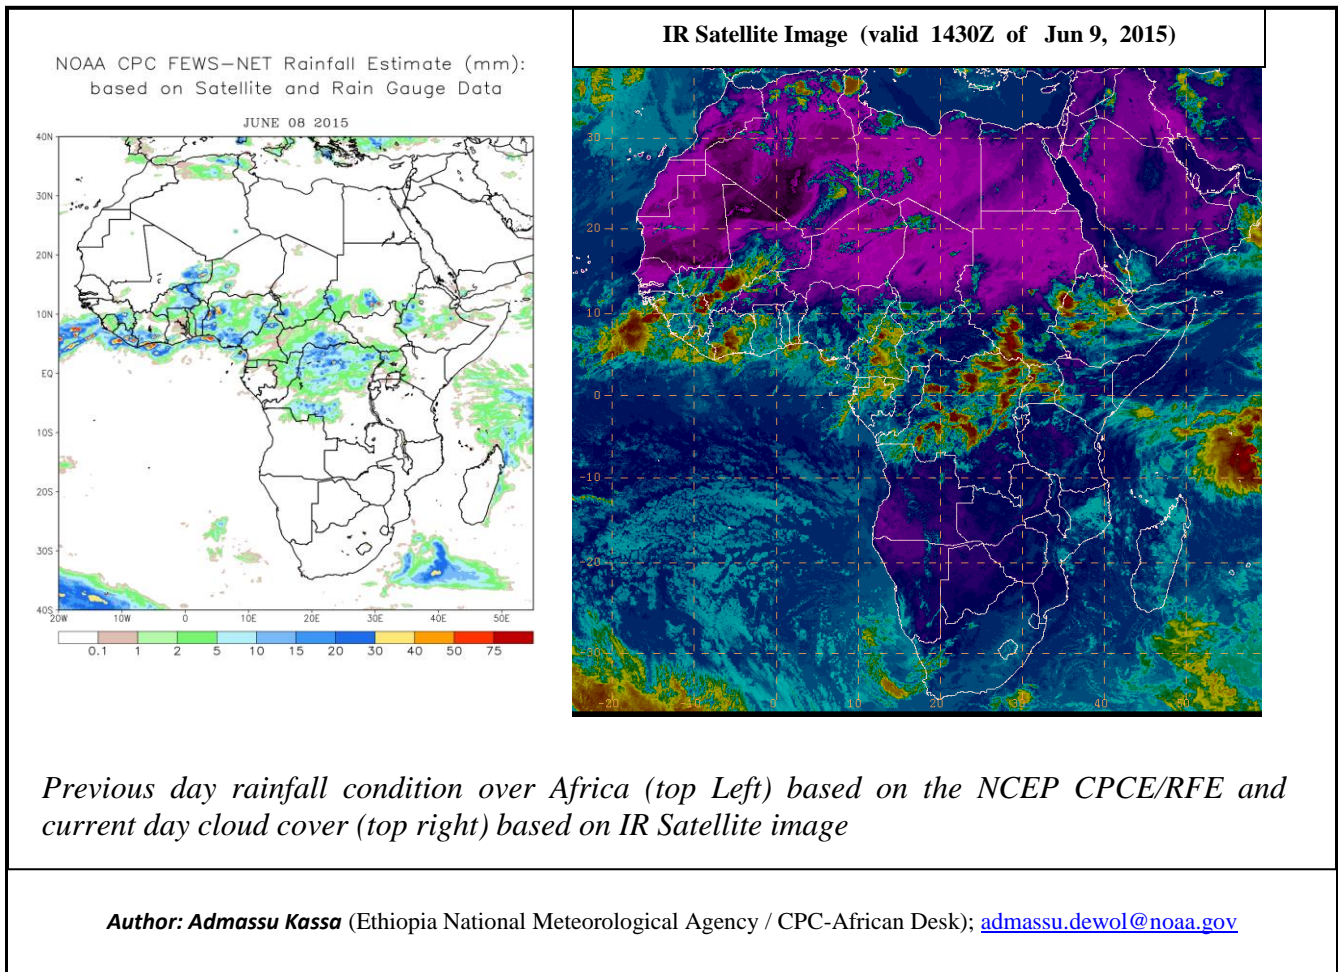 IR Satellite Image (valid 1430Z of Jun 9, 2015)
NOAA CPC FEWS-NET Rainfall Estimate (mm):
based on Satellite and Rain Gauge Data
JUNE 08 2015
40N
30N
20N
10N
EQ
10S
20S
30S
40S
20W 10W 0 10E 20E 30E 40E 50E
0.1 1 2 5 10 15 20 30 40 50 75
30
20
10
0
-10
-20
-30
-20 -10 0 10 20 30 40 50
Previous day rainfall condition over Africa (top Left) based on the NCEP CPCE/RFE and
current day cloud cover (top right) based on IR Satellite image
Author: Admassu Kassa (Ethiopia National Meteorological Agency / CPC-African Desk); admassu.dewol@noaa.gov